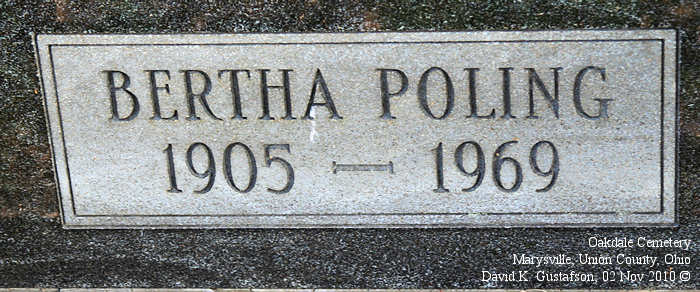 BERTHA POLING
1905 — 1969
Oakdale Cemetery
Marysville, Union County, Ohio
David K. Gustafson, 02 Nov 2010 ©